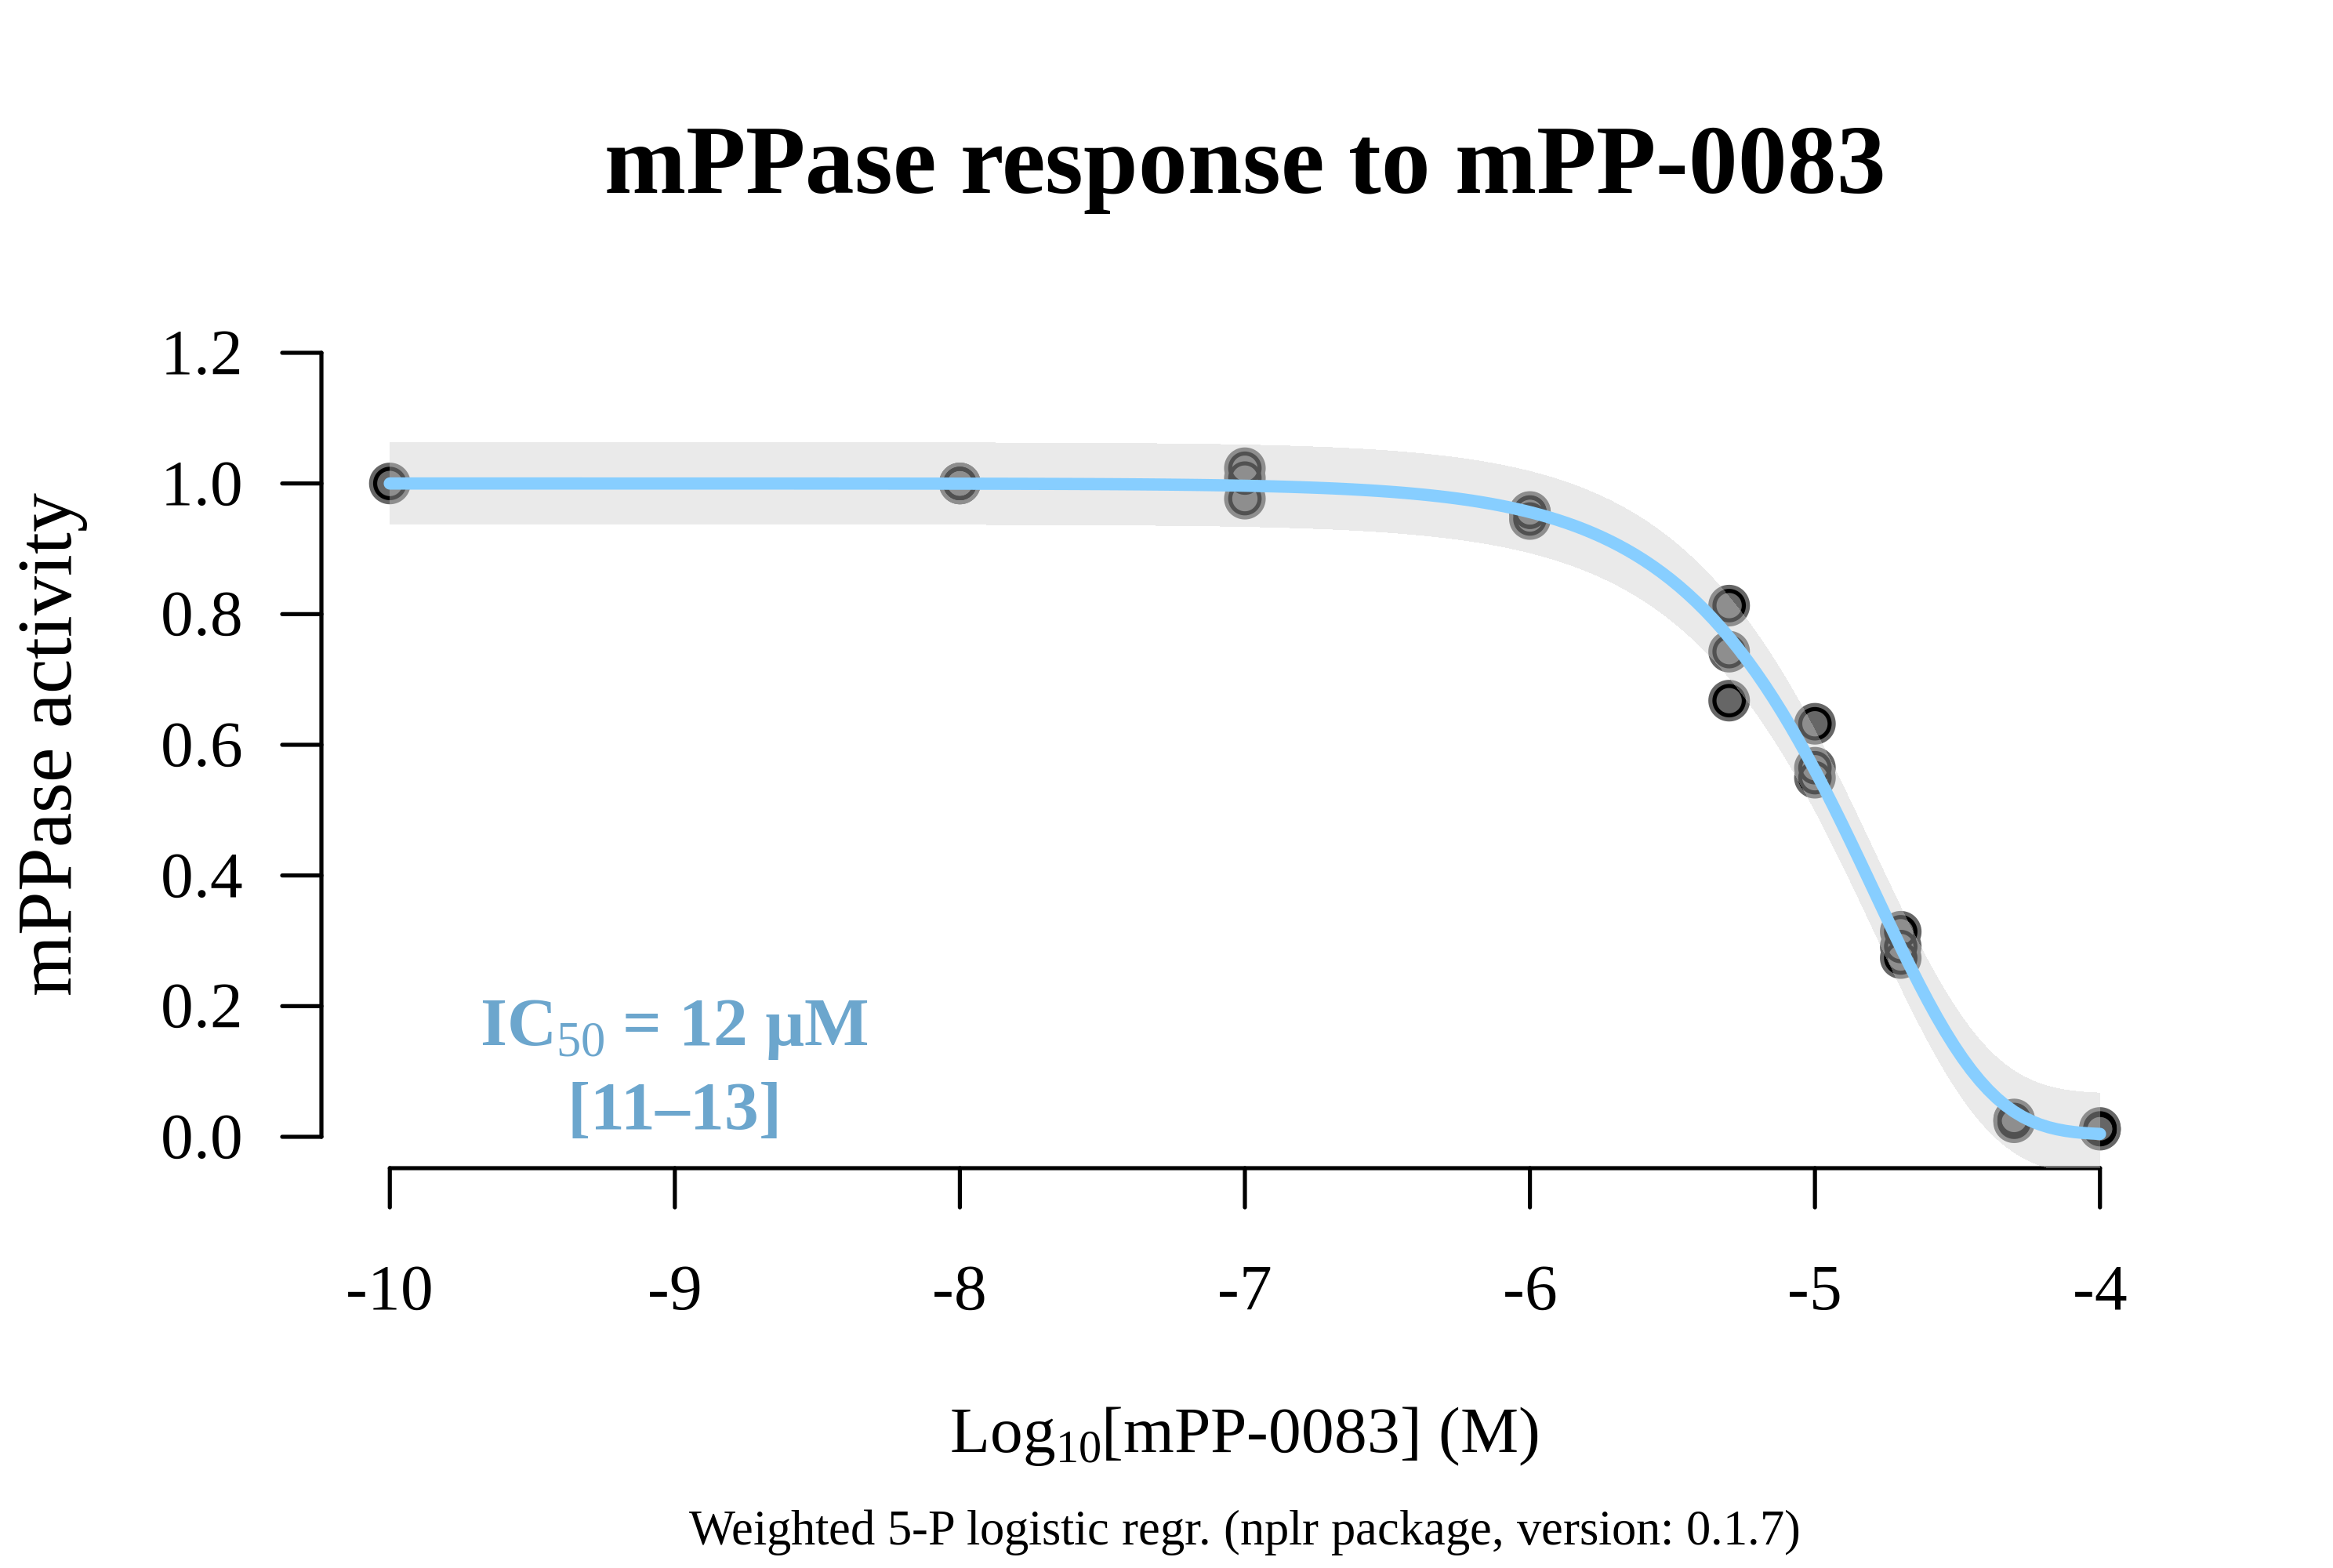 mPPase response to mPP-0083
mPPase activity
1.2
1.0
0.8
0.6
0.4
0.2
0.0
IC50 = 12 µM
[11–13]
-10 -9 -8 -7 -6 -5 -4
Log10[mPP-0083] (M)
Weighted 5-P logistic regr. (nplr package, version: 0.1.7)